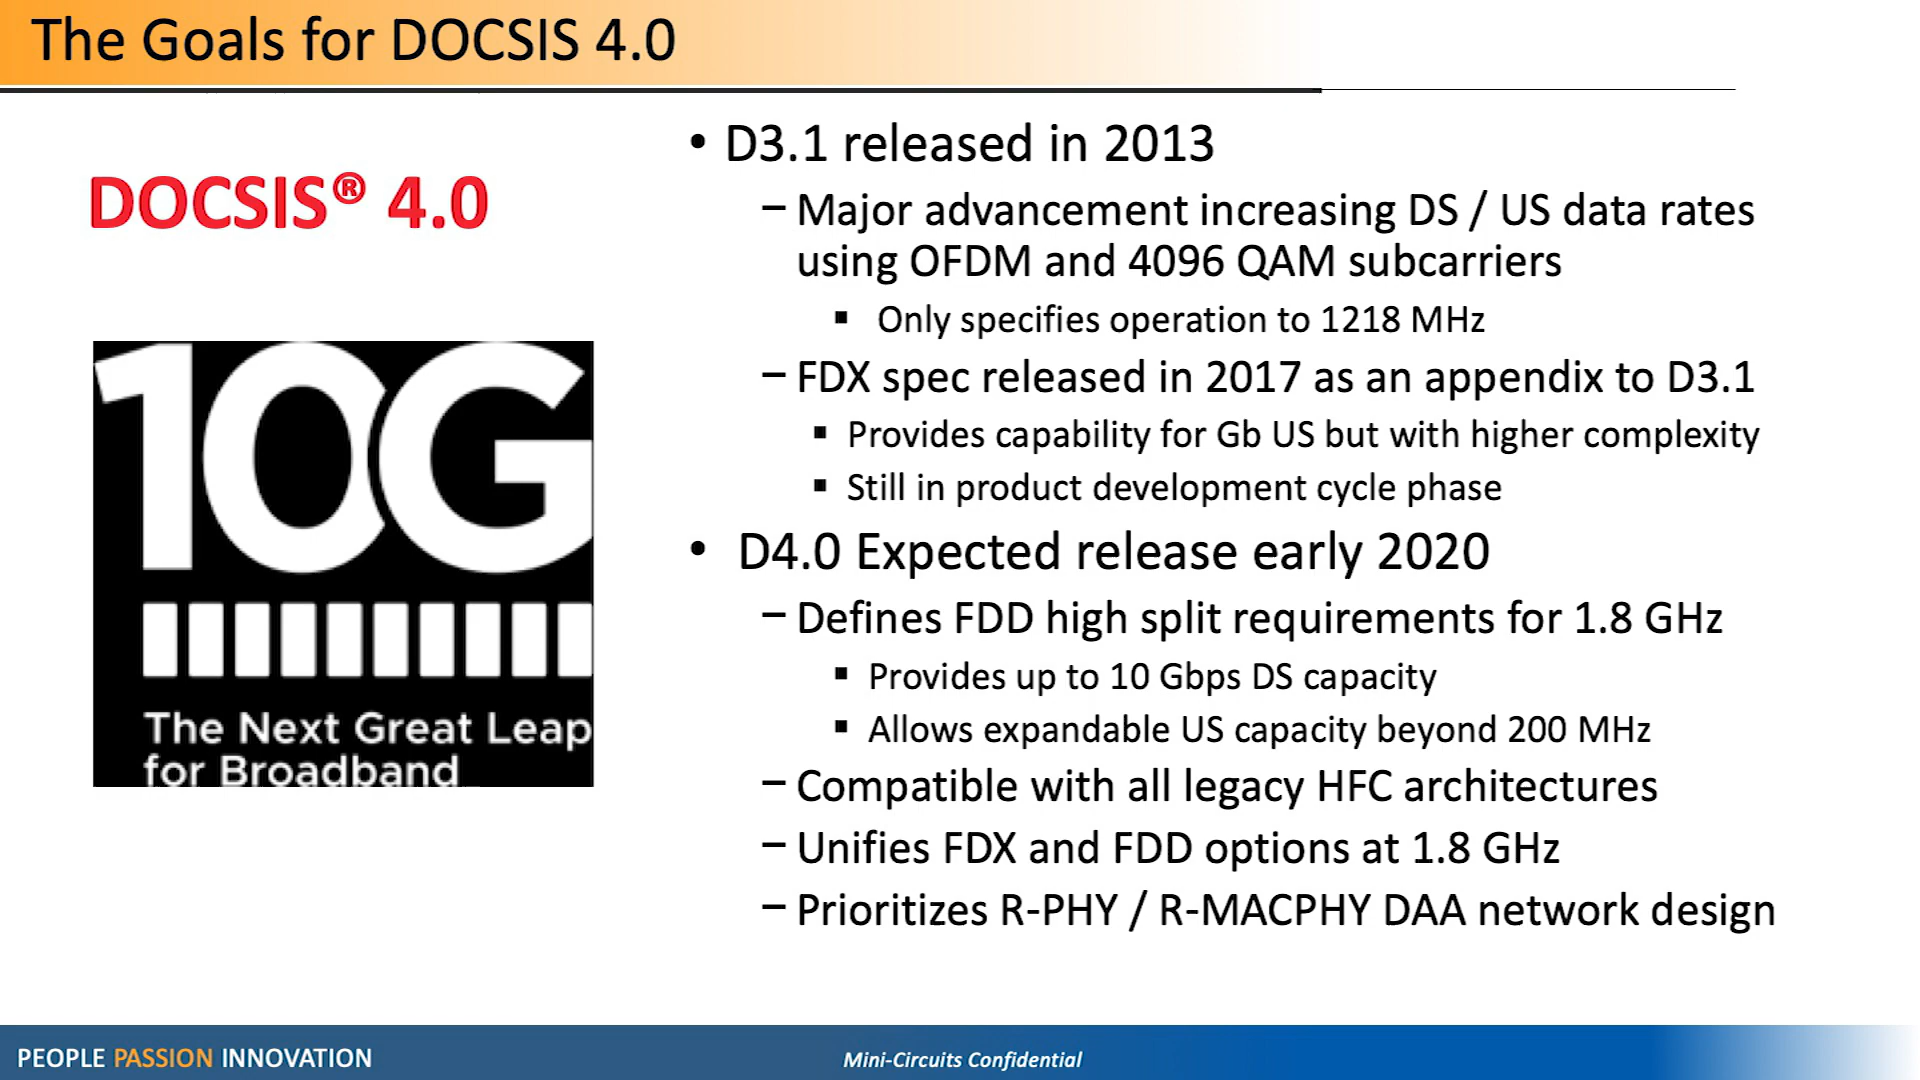 The Goals for DOCSIS 4.0
DOCSIS® 4.0
10G
The Next Great Leap
for Broadband
• D3.1 released in 2013
– Major advancement increasing DS / US data rates
using OFDM and 4096 QAM subcarriers
▪ Only specifies operation to 1218 MHz
– FDX spec released in 2017 as an appendix to D3.1
▪ Provides capability for Gb US but with higher complexity
▪ Still in product development cycle phase
• D4.0 Expected release early 2020
– Defines FDD high split requirements for 1.8 GHz
▪ Provides up to 10 Gbps DS capacity
▪ Allows expandable US capacity beyond 200 MHz
– Compatible with all legacy HFC architectures
– Unifies FDX and FDD options at 1.8 GHz
– Prioritizes R-PHY / R-MACPHY DAA network design
PEOPLE PASSION INNOVATION
Mini-Circuits Confidential